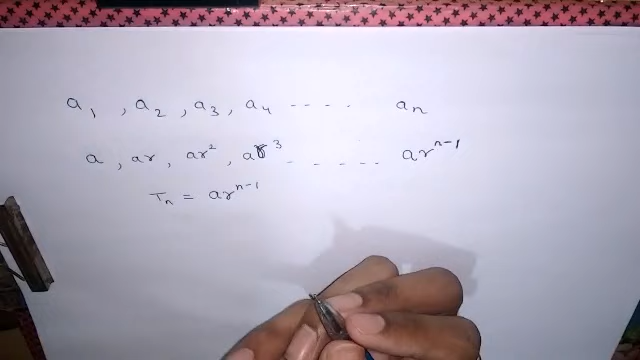 a₁ , a₂ , a₃ , a₄ ---- aₙ
a , ar , ar² , ar³ - - - - - - arⁿ⁻¹
Tₙ = arⁿ⁻¹